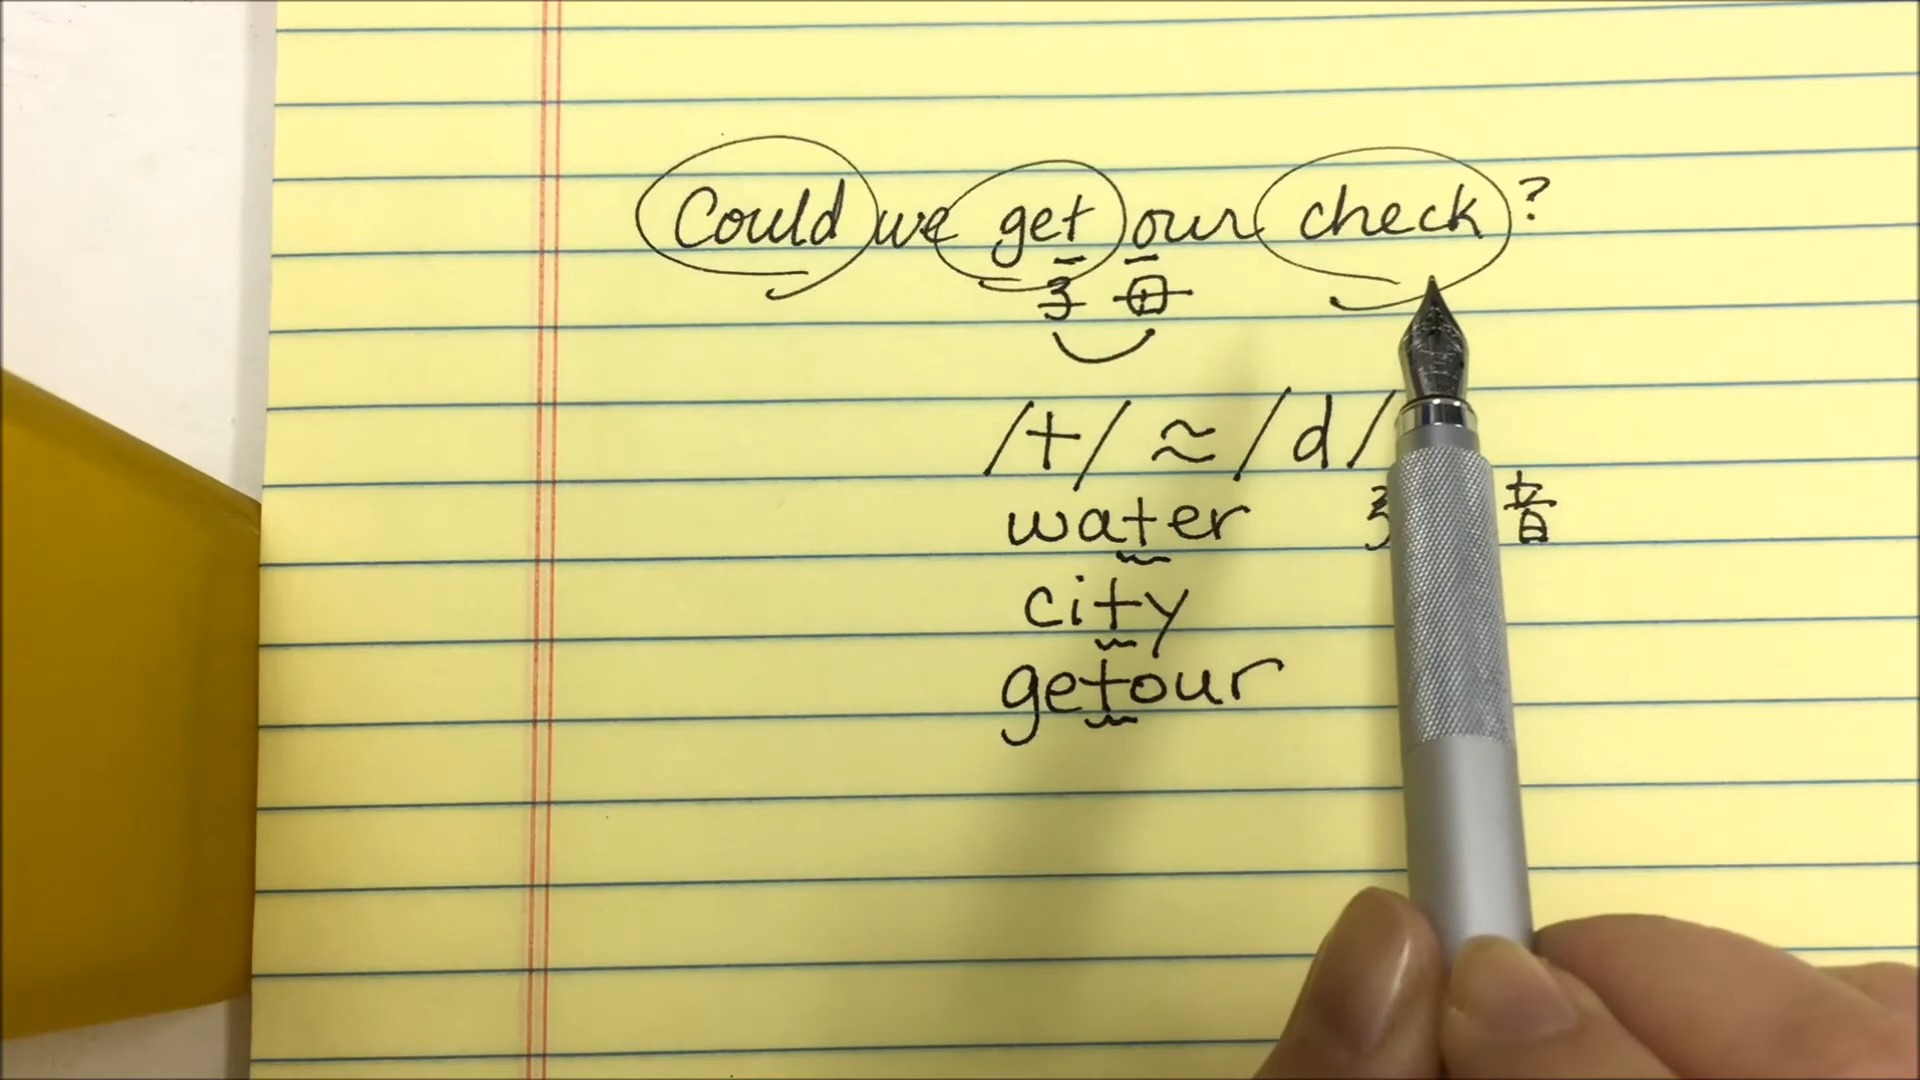 Could we get our check?
子 母
/t/ ≈ /d/
water 音
city
getour